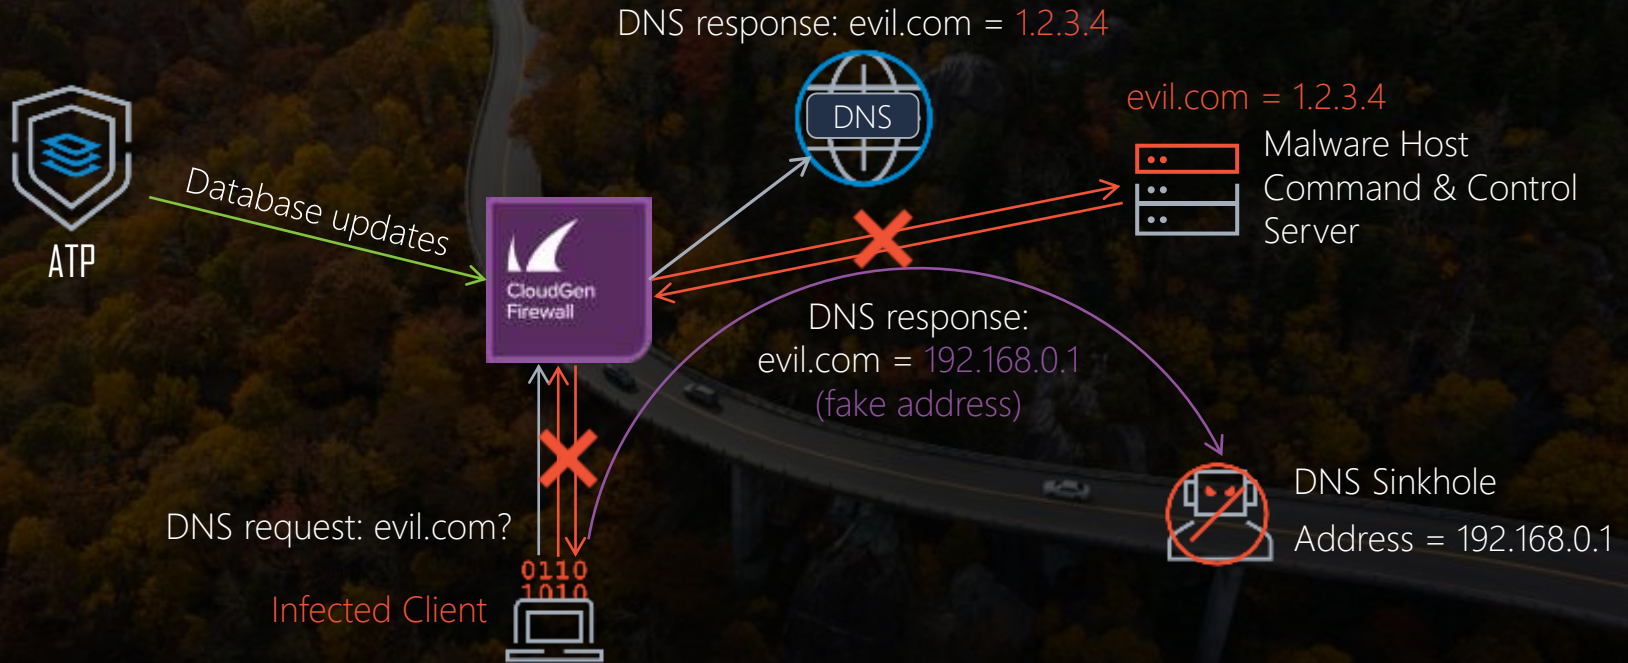 DNS response: evil.com = 1.2.3.4
DNS
evil.com = 1.2.3.4
Malware Host
Command & Control
Server
Database updates
ATP
CloudGen
Firewall
DNS response:
evil.com = 192.168.0.1
(fake address)
DNS Sinkhole
Address = 192.168.0.1
DNS request: evil.com?
0110
1010
Infected Client